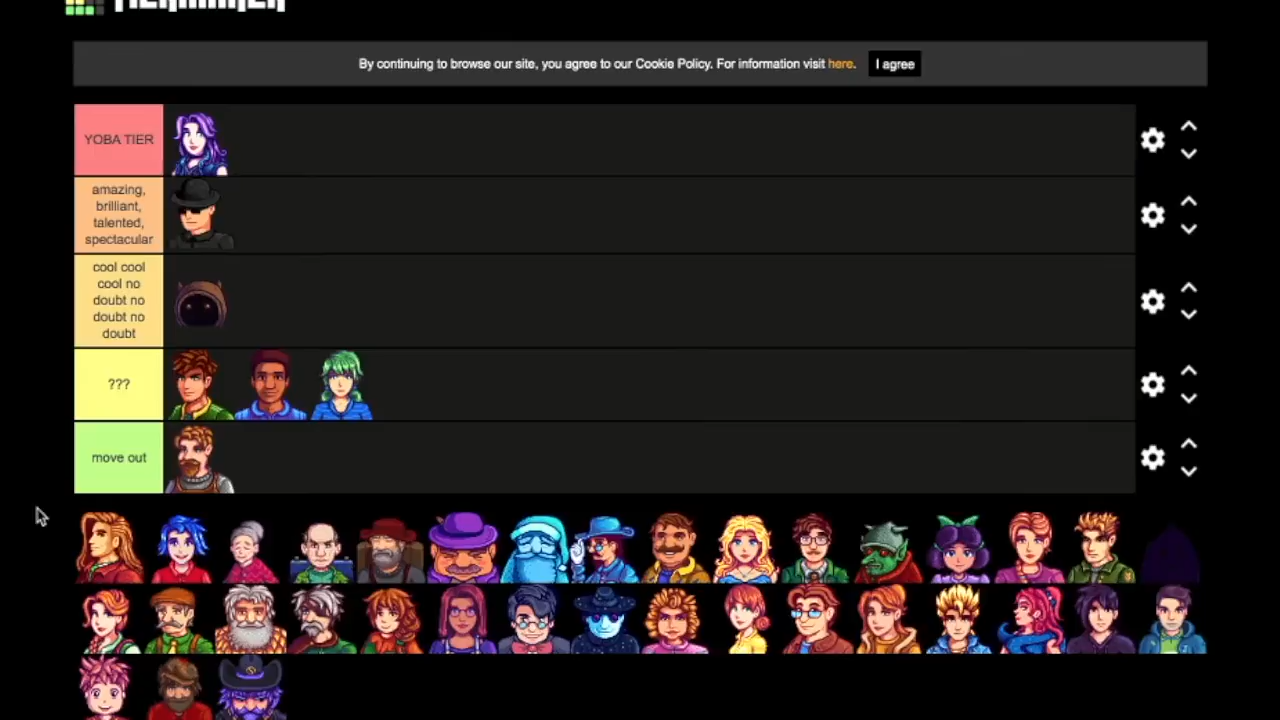 TIERMAKER
By continuing to browse our site, you agree to our Cookie Policy. For information visit here. I agree
YOBA TIER
amazing,
brilliant,
talented,
spectacular
cool cool
cool no
doubt no
doubt no
doubt
???
move out